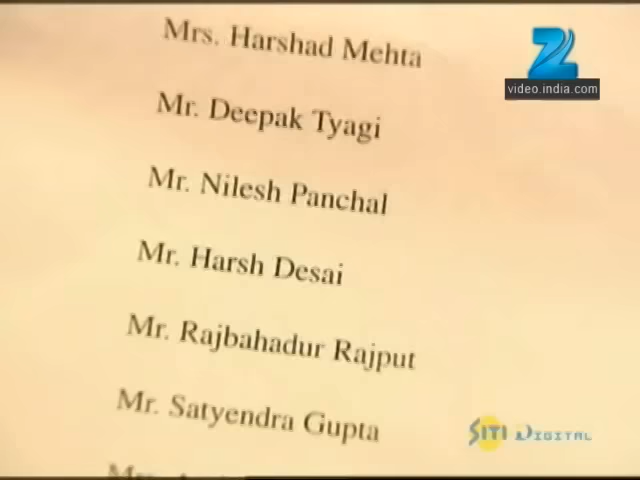 Mrs. Harshad Mehta
video.india.com
Mr. Deepak Tyagi
Mr. Nilesh Panchal
Mr. Harsh Desai
Mr. Rajbahadur Rajput
Mr. Satyendra Gupta
SITI DIGITAL